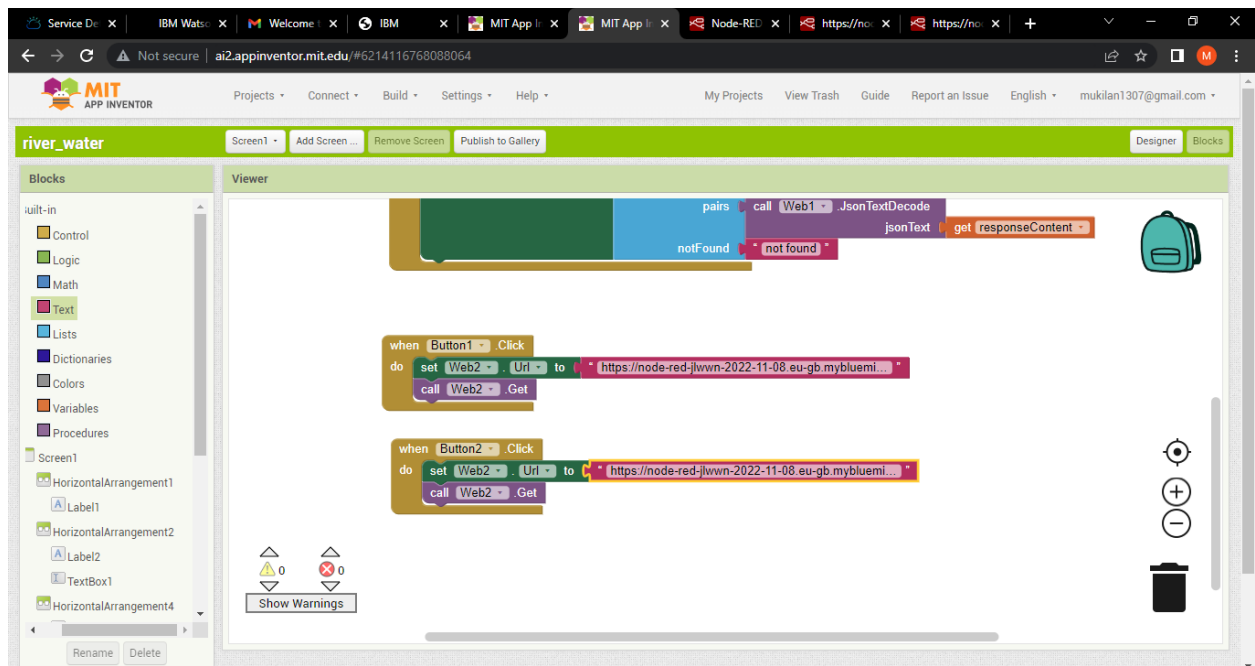 Service De IBM Watso M Welcome t IBM MIT App In MIT App In Node-RED https://no https://no
Not secure ai2.appinventor.mit.edu/#6214116768088064 M
MIT APP INVENTOR Projects Connect Build Settings Help My Projects View Trash Guide Report an Issue English mukilan1307@gmail.com
river_water Screen1 Add Screen ... Remove Screen Publish to Gallery Designer Blocks
Blocks Viewer
uilt-in
Control
Logic
Math
Text
Lists
Dictionaries
Colors
Variables
Procedures
Screen1
HorizontalArrangement1
A Label1
HorizontalArrangement2
A Label2
TextBox1
HorizontalArrangement4
Rename Delete
pairs call Web1 .JsonTextDecode
jsonText get responseContent
notFound " not found "
when Button1 .Click
do set Web2 . Url to " https://node-red-jlwwn-2022-11-08.eu-gb.mybluemi... "
call Web2 .Get
when Button2 .Click
do set Web2 . Url to " https://node-red-jlwwn-2022-11-08.eu-gb.mybluemi... "
call Web2 .Get
0 0
Show Warnings